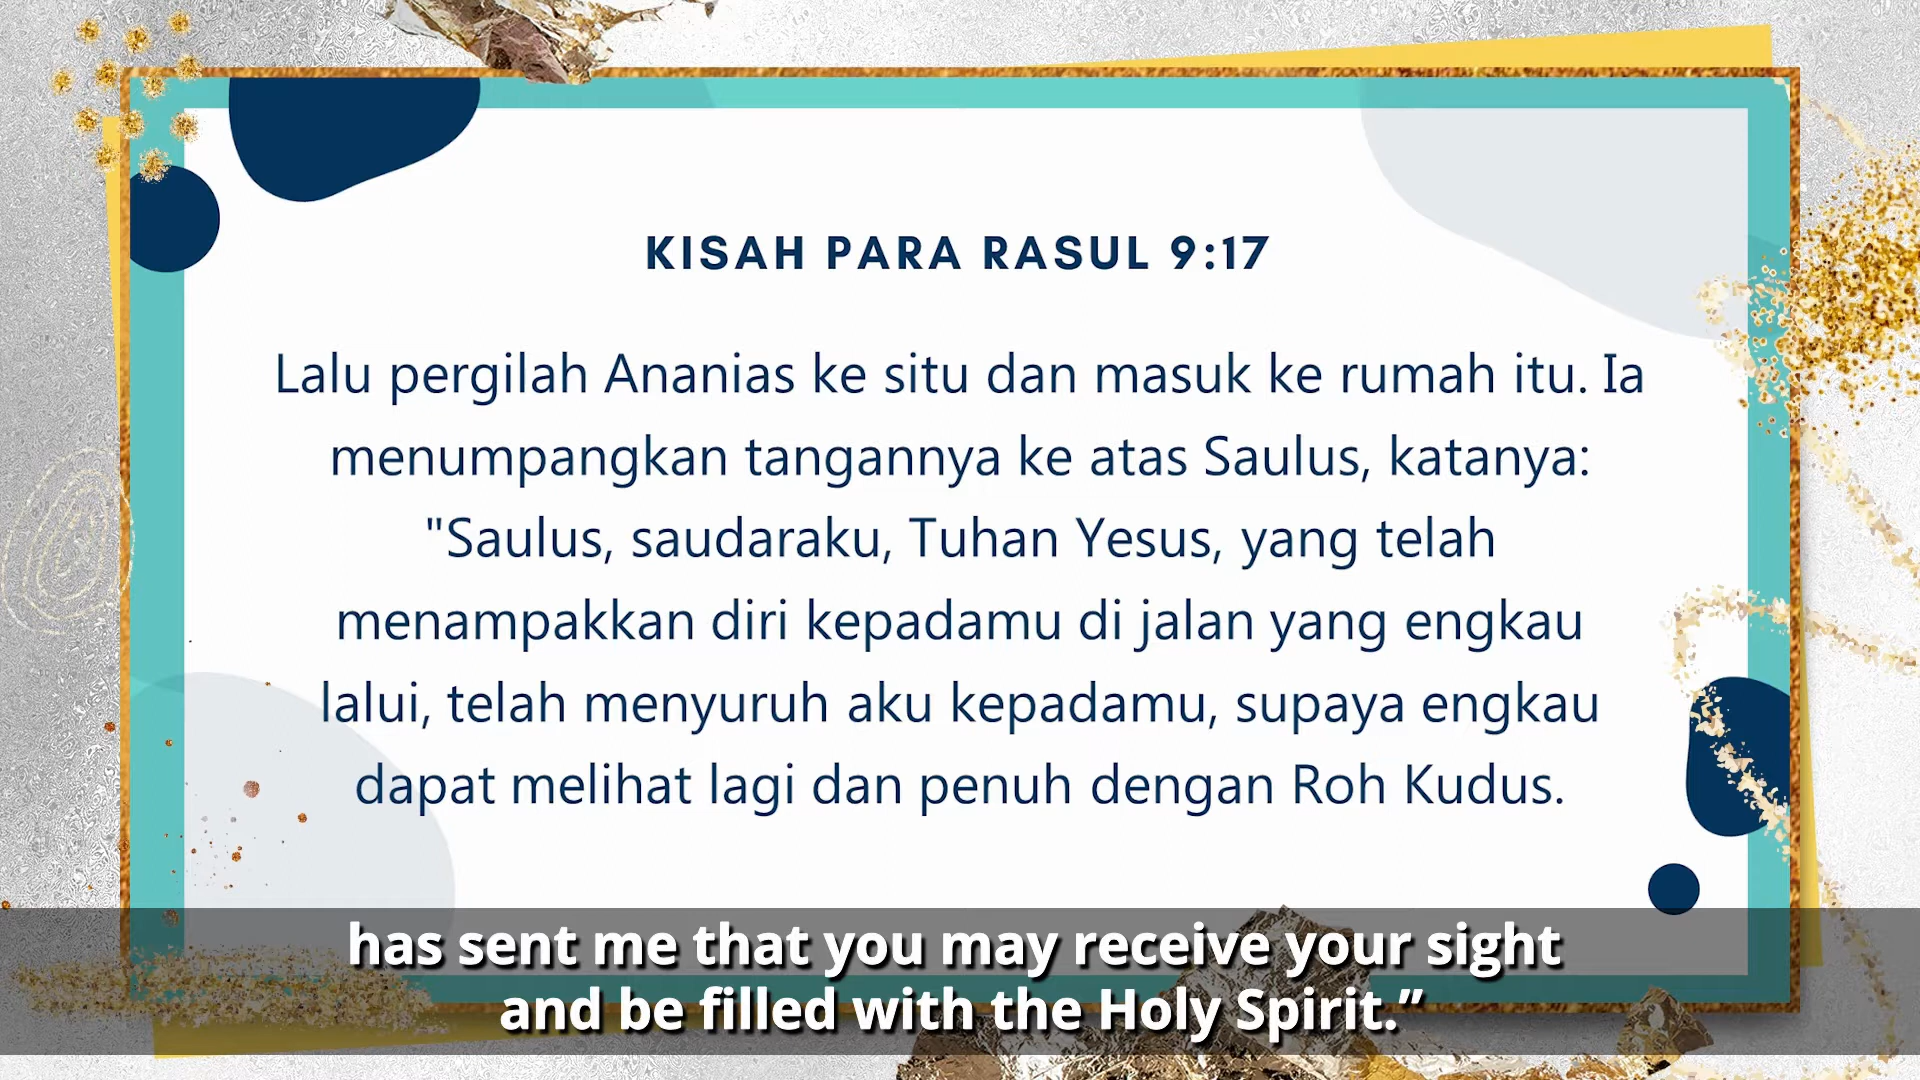 KISAH PARA RASUL 9:17
Lalu pergilah Ananias ke situ dan masuk ke rumah itu. Ia
menumpangkan tangannya ke atas Saulus, katanya:
"Saulus, saudaraku, Tuhan Yesus, yang telah
menampakkan diri kepadamu di jalan yang engkau
lalui, telah menyuruh aku kepadamu, supaya engkau
dapat melihat lagi dan penuh dengan Roh Kudus.
has sent me that you may receive your sight
and be filled with the Holy Spirit.”